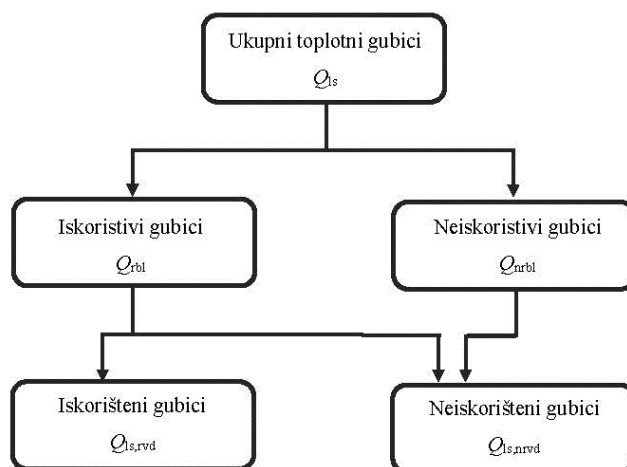 Ukupni toplotni gubici
Qls
Iskoristivi gubici
Qrbl
Neiskoristivi gubici
Qnrbl
Iskorišteni gubici
Qls,rvd
Neiskorišteni gubici
Qls,nrvd